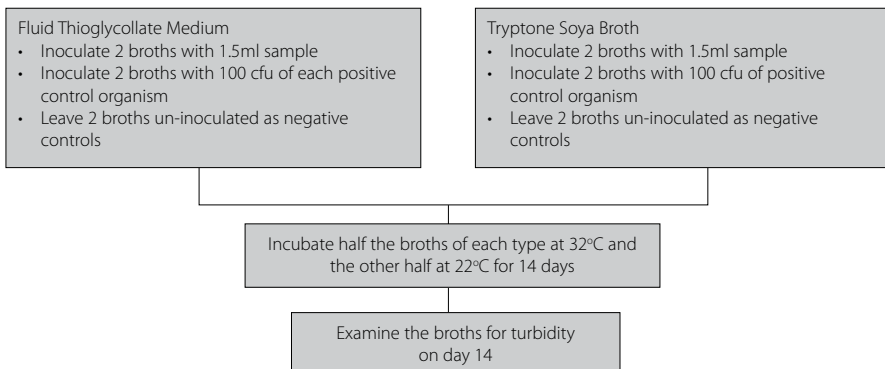 Fluid Thioglycollate Medium
• Inoculate 2 broths with 1.5ml sample
• Inoculate 2 broths with 100 cfu of each positive
control organism
• Leave 2 broths un-inoculated as negative
controls
Tryptone Soya Broth
• Inoculate 2 broths with 1.5ml sample
• Inoculate 2 broths with 100 cfu of positive
control organism
• Leave 2 broths un-inoculated as negative
controls
Incubate half the broths of each type at 32ºC and
the other half at 22ºC for 14 days
Examine the broths for turbidity
on day 14